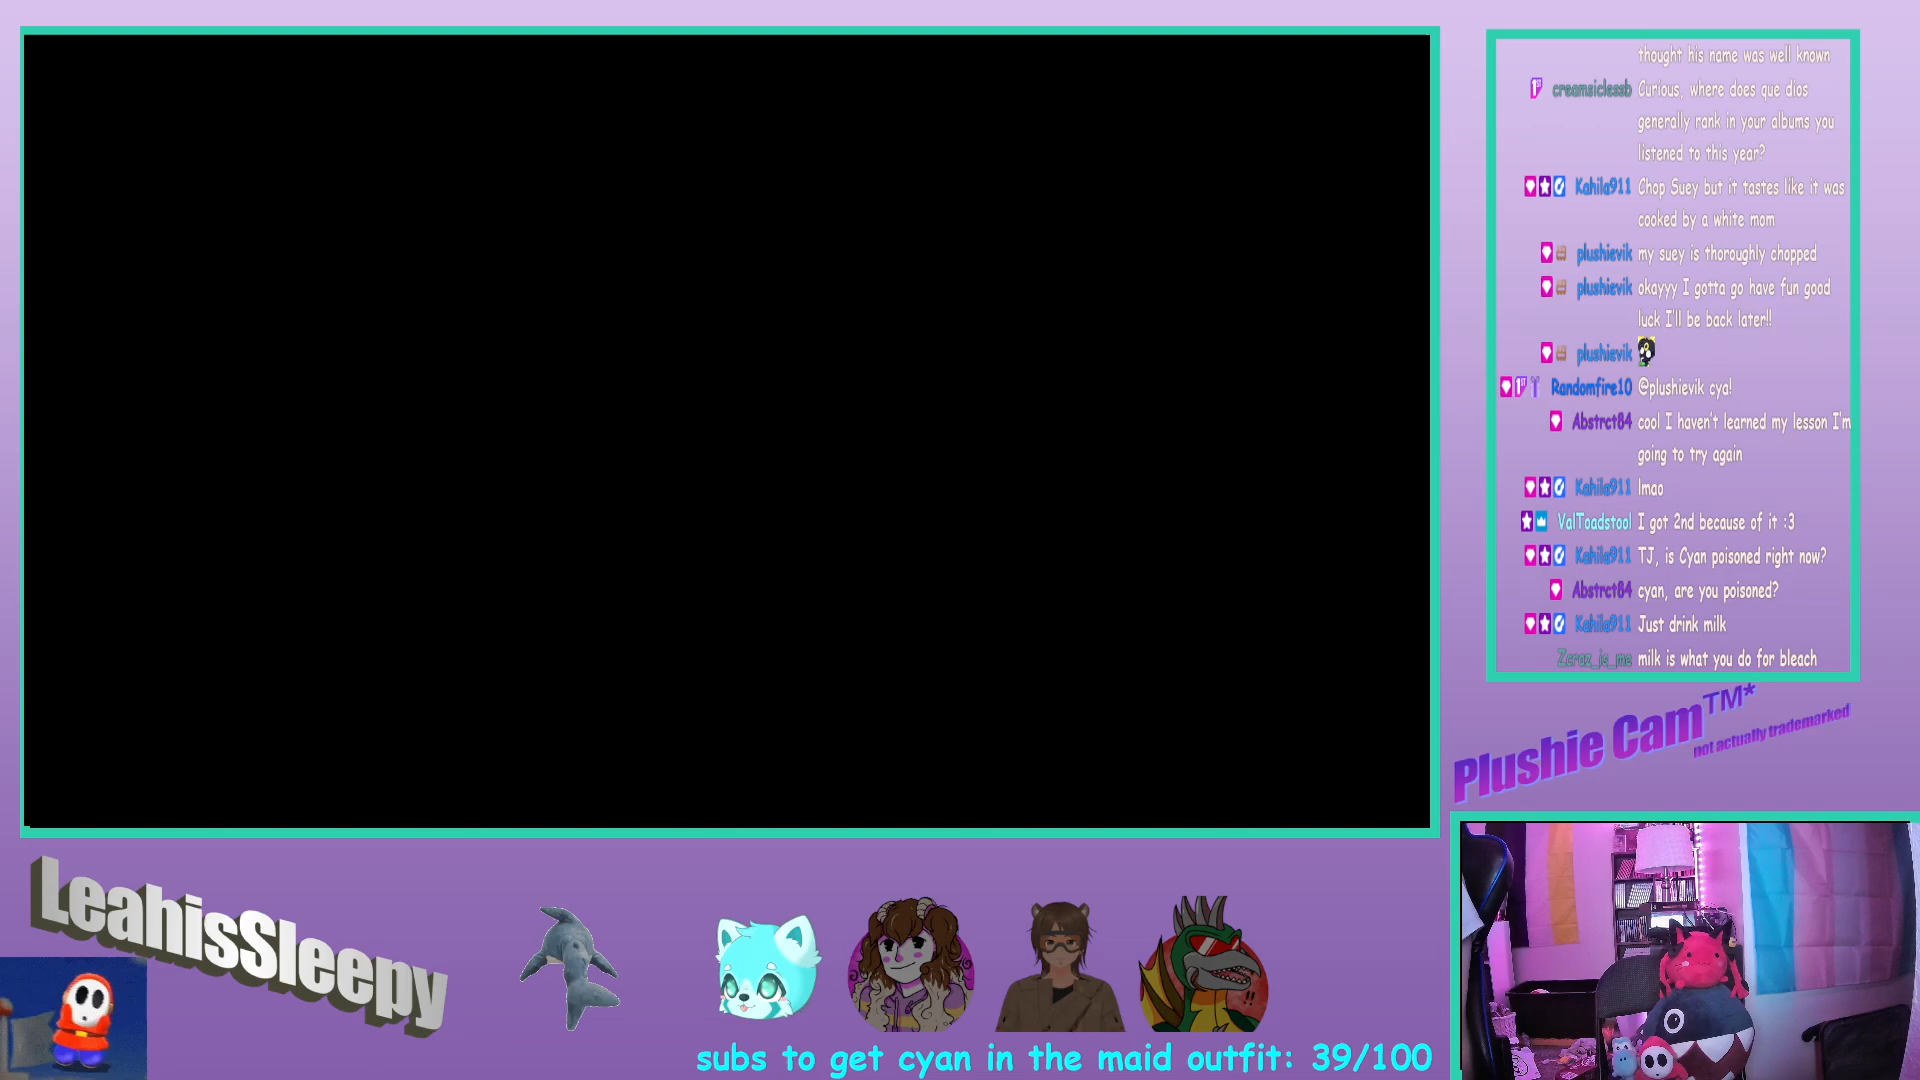 thought his name was well known
creamsiclessb Curious, where does que dios
generally rank in your albums you
listened to this year?
Kahila911 Chop Suey but it tastes like it was
cooked by a white mom
plushievik my suey is thoroughly chopped
plushievik okayyy I gotta go have fun good
luck I'll be back later!!
plushievik
Randomfire10 @plushievik cya!
Abstrct84 cool I haven't learned my lesson I'm
going to try again
Kahila911 lmao
ValToadstool I got 2nd because of it :3
Kahila911 TJ, is Cyan poisoned right now?
Abstrct84 cyan, are you poisoned?
Kahila911 Just drink milk
Zeraz_is_me milk is what you do for bleach
Plushie Cam™*
not actually trademarked
LeahisSleepy
subs to get cyan in the maid outfit: 39/100